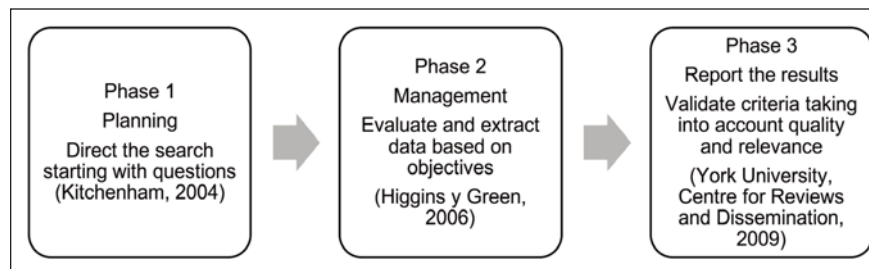 Phase 1
Planning
Direct the search
starting with questions
(Kitchenham, 2004)
Phase 2
Management
Evaluate and extract
data based on
objectives
(Higgins y Green,
2006)
Phase 3
Report the results
Validate criteria taking
into account quality
and relevance
(York University,
Centre for Reviews
and Dissemination,
2009)